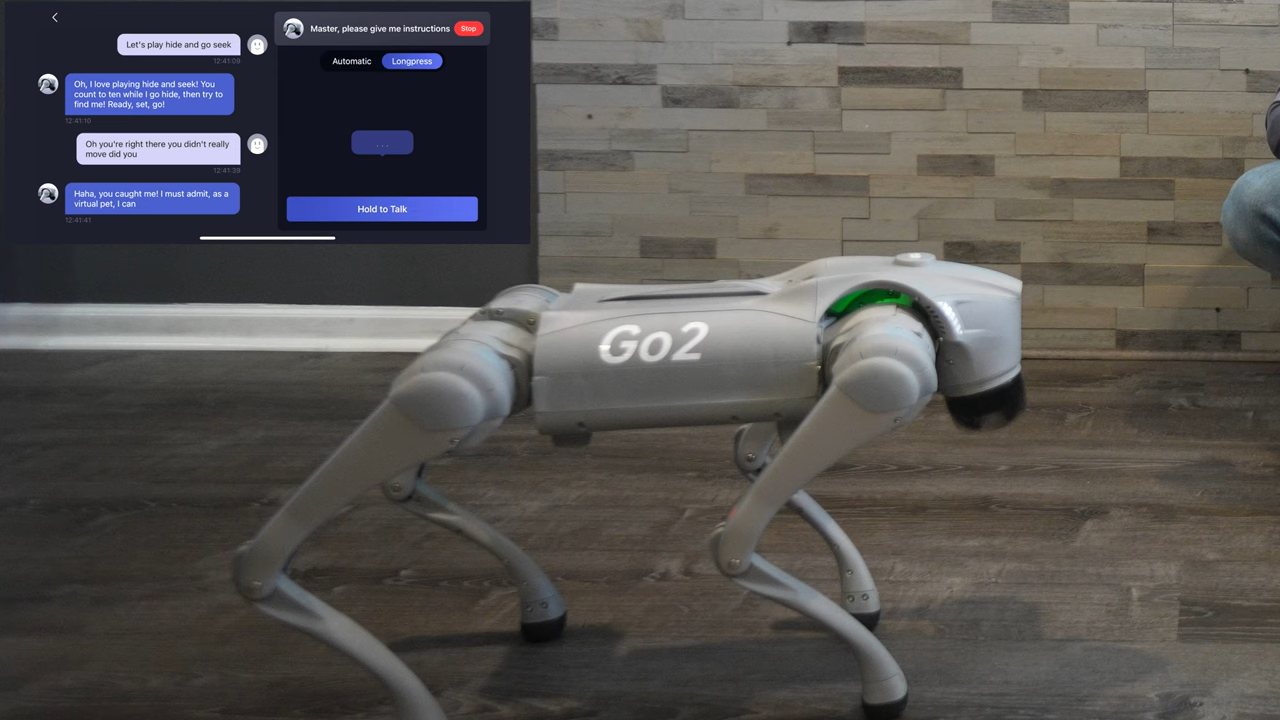 Let's play hide and go seek
12:41:09
Oh, I love playing hide and seek! You
count to ten while I go hide, then try to
find me! Ready, set, go!
12:41:10
Oh you're right there you didn't really
move did you
12:41:39
Haha, you caught me! I must admit, as a
virtual pet, I can
12:41:41
Master, please give me instructions
Stop
Automatic
Longpress
...
Hold to Talk
Go2